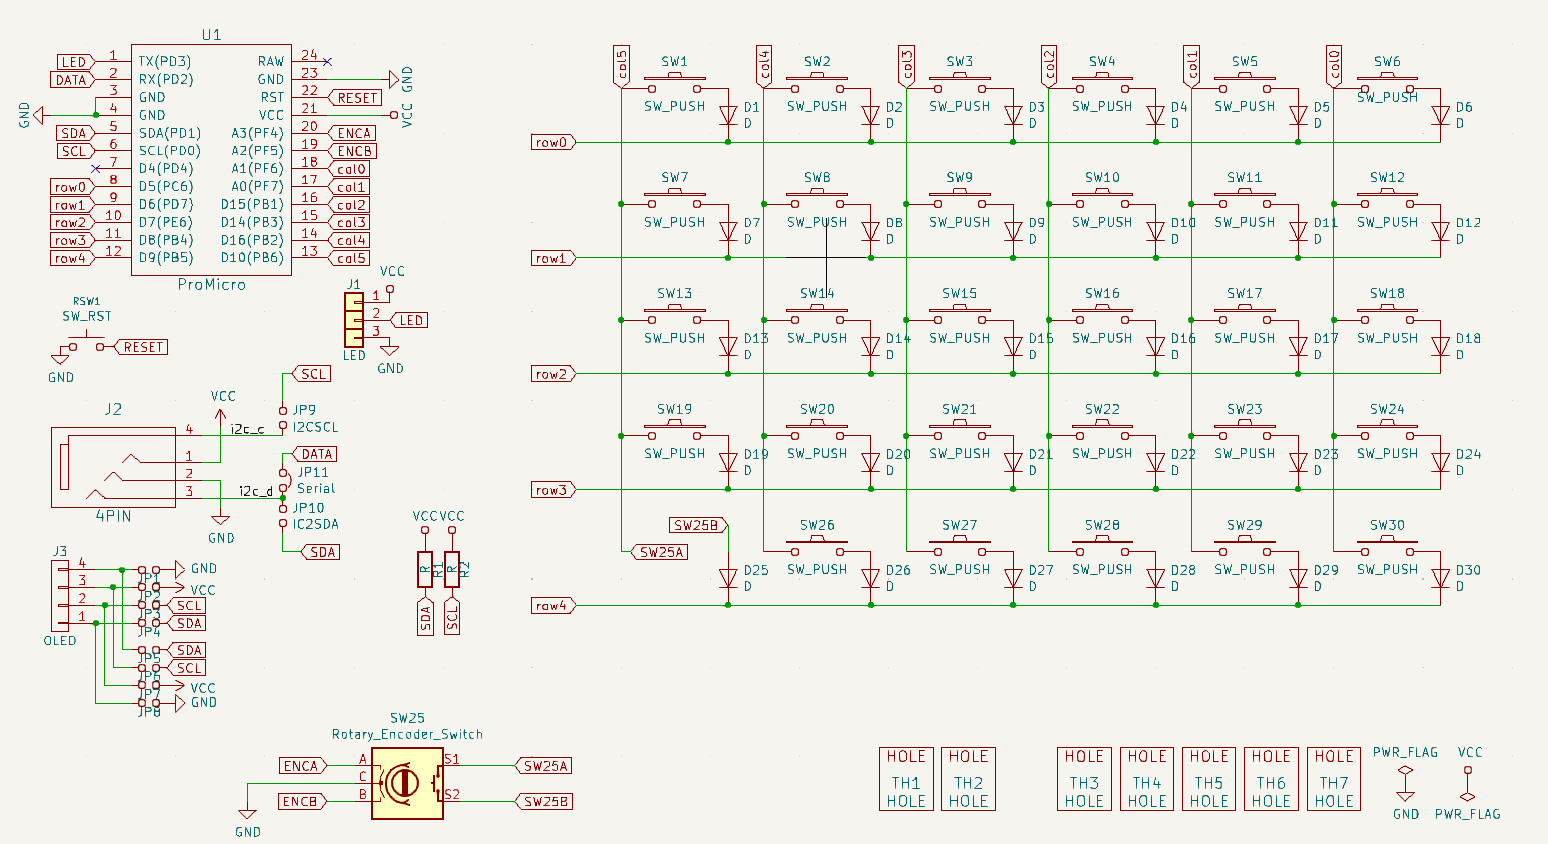 U1
LED 1 TX(PD3) RAW 24
DATA 2 RX(PD2) GND 23 GND
3 GND RST 22 RESET
GND 4 GND VCC 21 VCC
SDA 5 SDA(PD1) A3(PF4) 20 ENCA
SCL 6 SCL(PD0) A2(PF5) 19 ENCB
7 D4(PD4) A1(PF6) 18 col0
row0 8 D5(PC6) A0(PF7) 17 col1
row1 9 D6(PD7) D15(PB1) 16 col2
row2 10 D7(PE6) D14(PB3) 15 col3
row3 11 D8(PB4) D16(PB2) 14 col4
row4 12 D9(PB5) D10(PB6) 13 col5
ProMicro
RSW1
SW_RST
RESET
GND
J1
VCC
1
2 LED
3
LED
GND
J2
VCC
SCL
JP9
I2CSCL
4 i2c_c
1
2
3 i2c_d
4PIN
GND
DATA
JP11
Serial
JP10
IC2SDA
SDA
J3
4 JP1 GND
3 JP2 VCC
2 JP3 SCL
1 JP4 SDA
OLED
JP5 SDA
JP6 SCL
JP7 VCC
JP8 GND
VCC VCC
R R1 R R2
SDA SCL
SW25
Rotary_Encoder_Switch
ENCA A S1 SW25A
C
ENCB B S2 SW25B
GND
col5 col4 col3 col2 col1 col0
SW1 SW2 SW3 SW4 SW5 SW6
SW_PUSH SW_PUSH SW_PUSH SW_PUSH SW_PUSH SW_PUSH
D1 D2 D3 D4 D5 D6
D D D D D D
row0
SW7 SW8 SW9 SW10 SW11 SW12
SW_PUSH SW_PUSH SW_PUSH SW_PUSH SW_PUSH SW_PUSH
D7 D8 D9 D10 D11 D12
D D D D D D
row1
SW13 SW14 SW15 SW16 SW17 SW18
SW_PUSH SW_PUSH SW_PUSH SW_PUSH SW_PUSH SW_PUSH
D13 D14 D15 D16 D17 D18
D D D D D D
row2
SW19 SW20 SW21 SW22 SW23 SW24
SW_PUSH SW_PUSH SW_PUSH SW_PUSH SW_PUSH SW_PUSH
D19 D20 D21 D22 D23 D24
D D D D D D
row3
SW25B SW26 SW27 SW28 SW29 SW30
SW25A SW_PUSH SW_PUSH SW_PUSH SW_PUSH SW_PUSH
D25 D26 D27 D28 D29 D30
D D D D D D
row4
HOLE HOLE HOLE HOLE HOLE HOLE HOLE
TH1 TH2 TH3 TH4 TH5 TH6 TH7
HOLE HOLE HOLE HOLE HOLE HOLE HOLE
PWR_FLAG VCC
GND PWR_FLAG